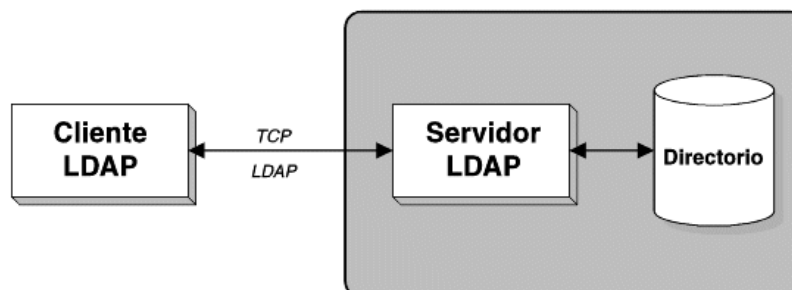 Cliente
LDAP
TCP
LDAP
Servidor
LDAP
Directorio